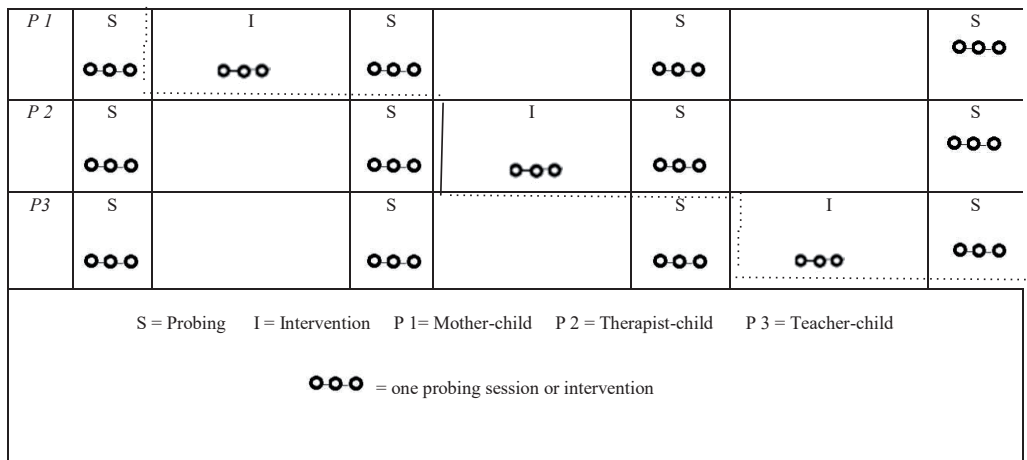 P 1 S I S S S
P 2 S S I S S
P3 S S S I S
S = Probing I = Intervention P 1= Mother-child P 2 = Therapist-child P 3 = Teacher-child
= one probing session or intervention